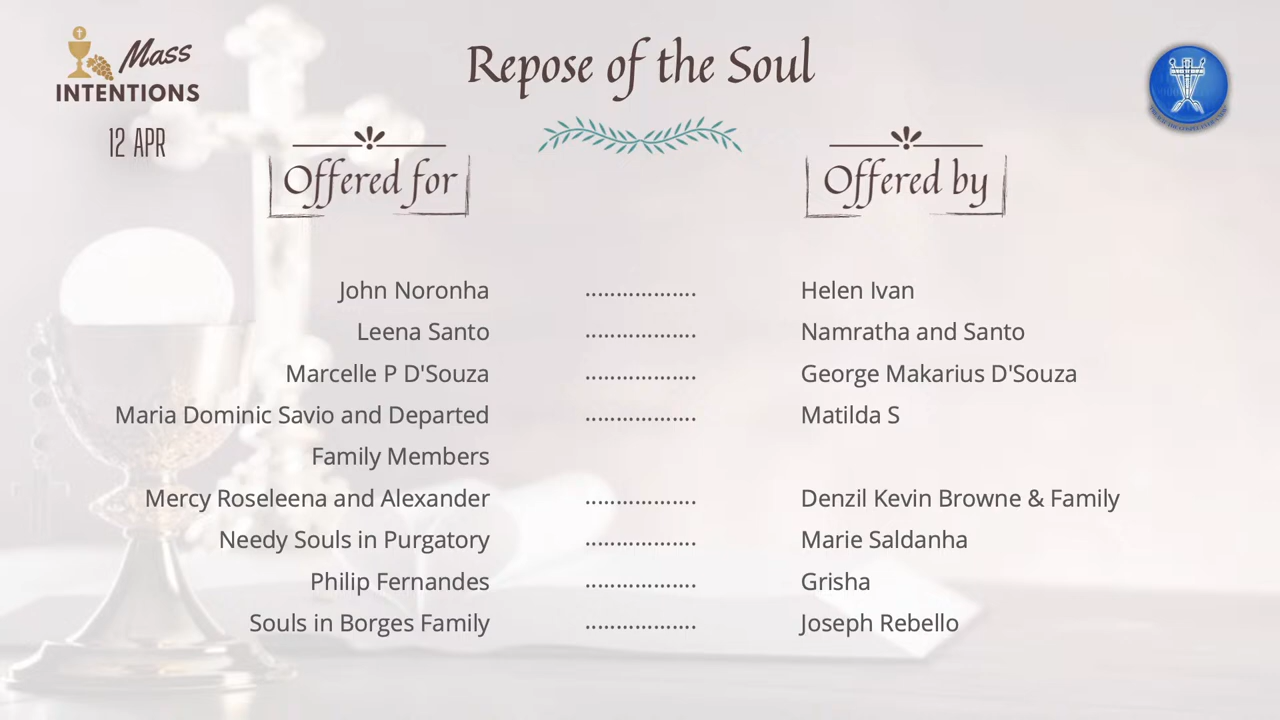 Mass
INTENTIONS
12 APR
Repose of the Soul
Offered for
Offered by
John Noronha .................. Helen Ivan
Leena Santo .................. Namratha and Santo
Marcelle P D'Souza .................. George Makarius D'Souza
Maria Dominic Savio and Departed .................. Matilda S
Family Members
Mercy Roseleena and Alexander .................. Denzil Kevin Browne & Family
Needy Souls in Purgatory .................. Marie Saldanha
Philip Fernandes .................. Grisha
Souls in Borges Family .................. Joseph Rebello